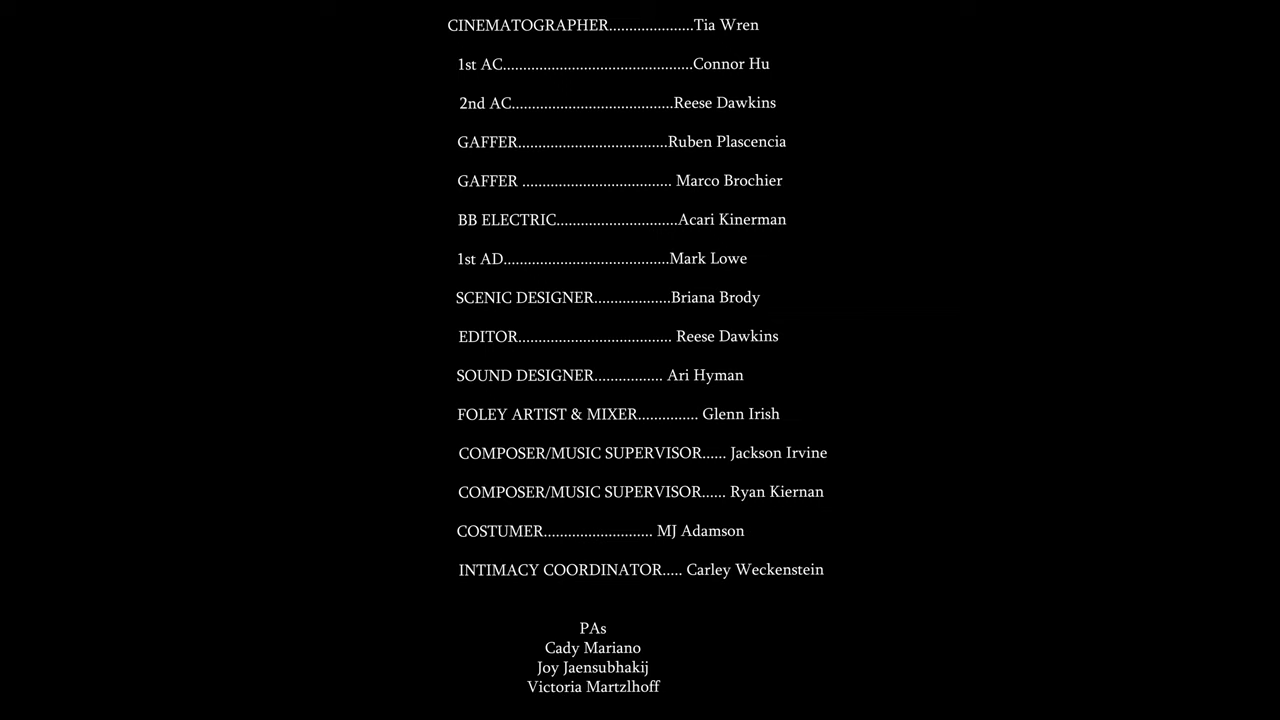 CINEMATOGRAPHER.....................Tia Wren
1st AC...............................................Connor Hu
2nd AC........................................Reese Dawkins
GAFFER.....................................Ruben Plascencia
GAFFER ..................................... Marco Brochier
BB ELECTRIC..............................Acari Kinerman
1st AD.........................................Mark Lowe
SCENIC DESIGNER...................Briana Brody
EDITOR...................................... Reese Dawkins
SOUND DESIGNER................. Ari Hyman
FOLEY ARTIST & MIXER............... Glenn Irish
COMPOSER/MUSIC SUPERVISOR...... Jackson Irvine
COMPOSER/MUSIC SUPERVISOR...... Ryan Kiernan
COSTUMER........................... MJ Adamson
INTIMACY COORDINATOR..... Carley Weckenstein
PAs
Cady Mariano
Joy Jaensubhakij
Victoria Martzlhoff